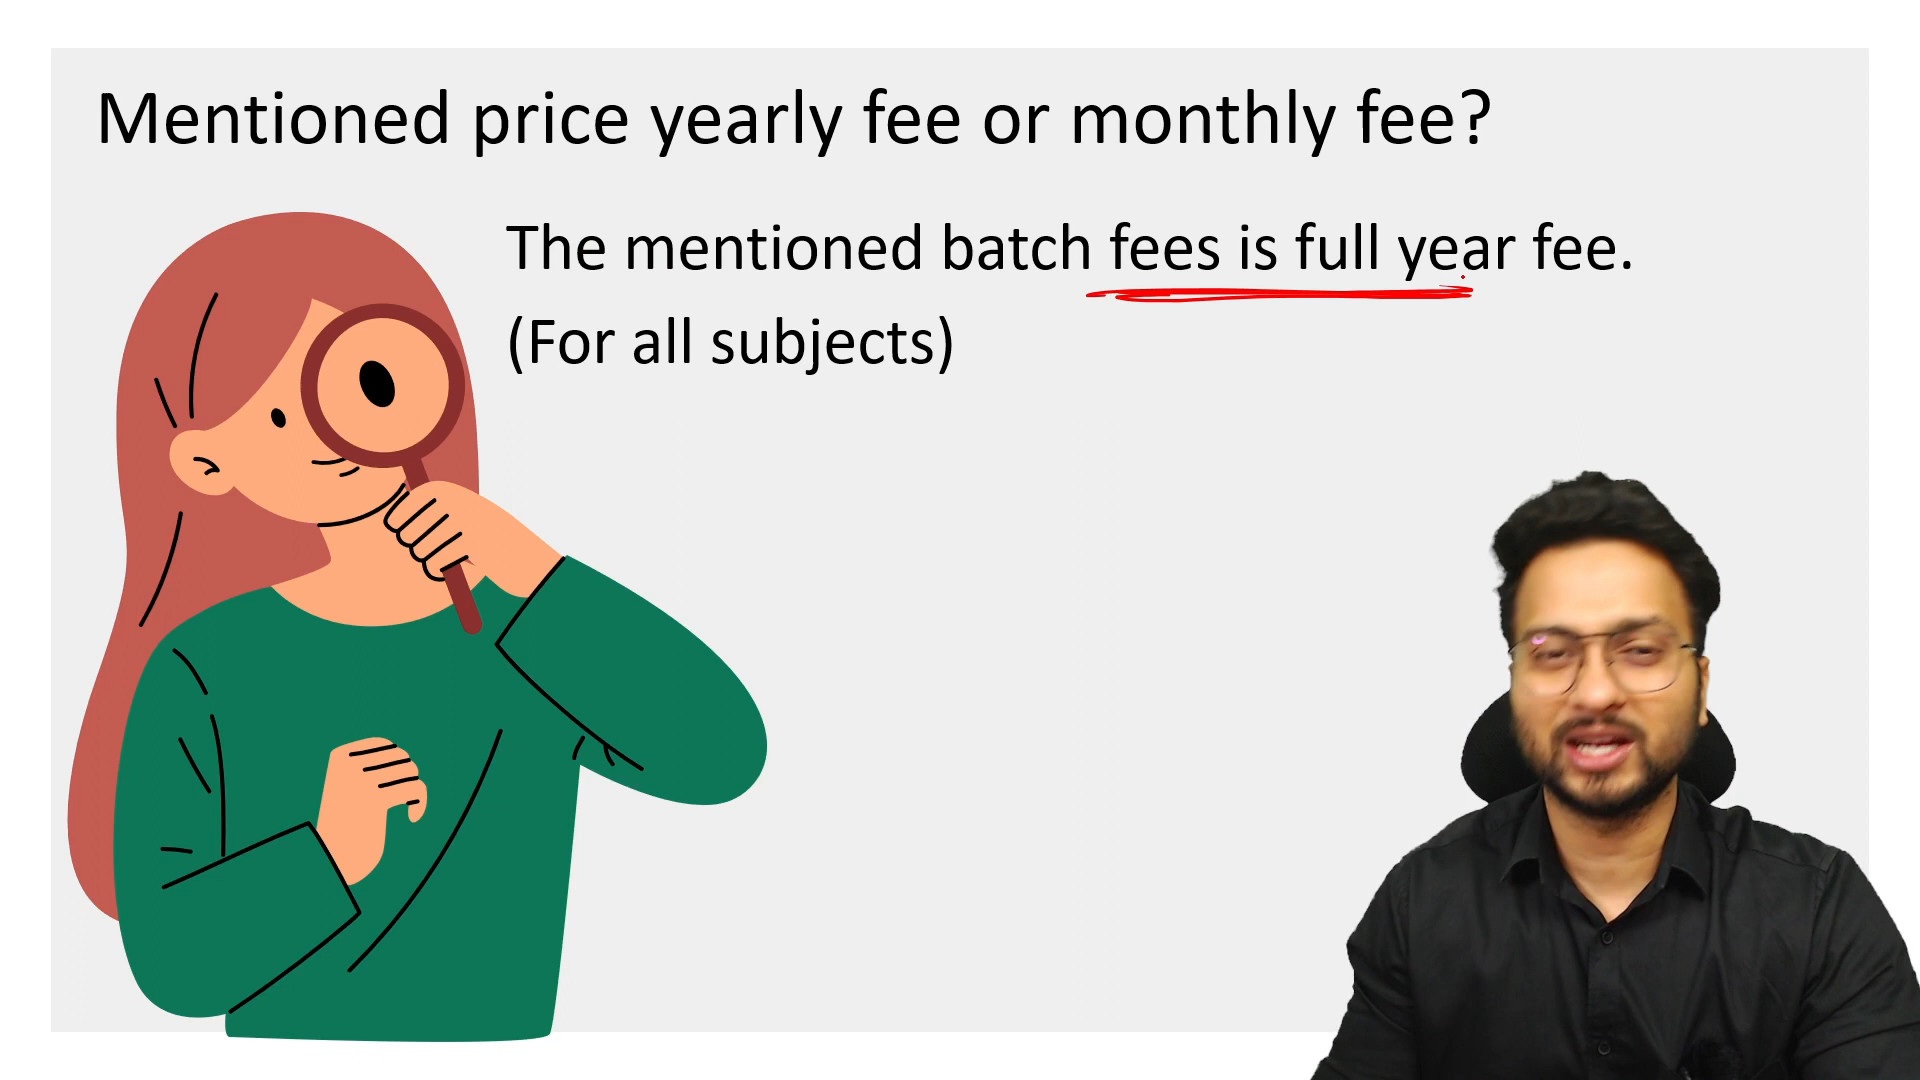 Mentioned price yearly fee or monthly fee?
The mentioned batch fees is full year fee.
(For all subjects)